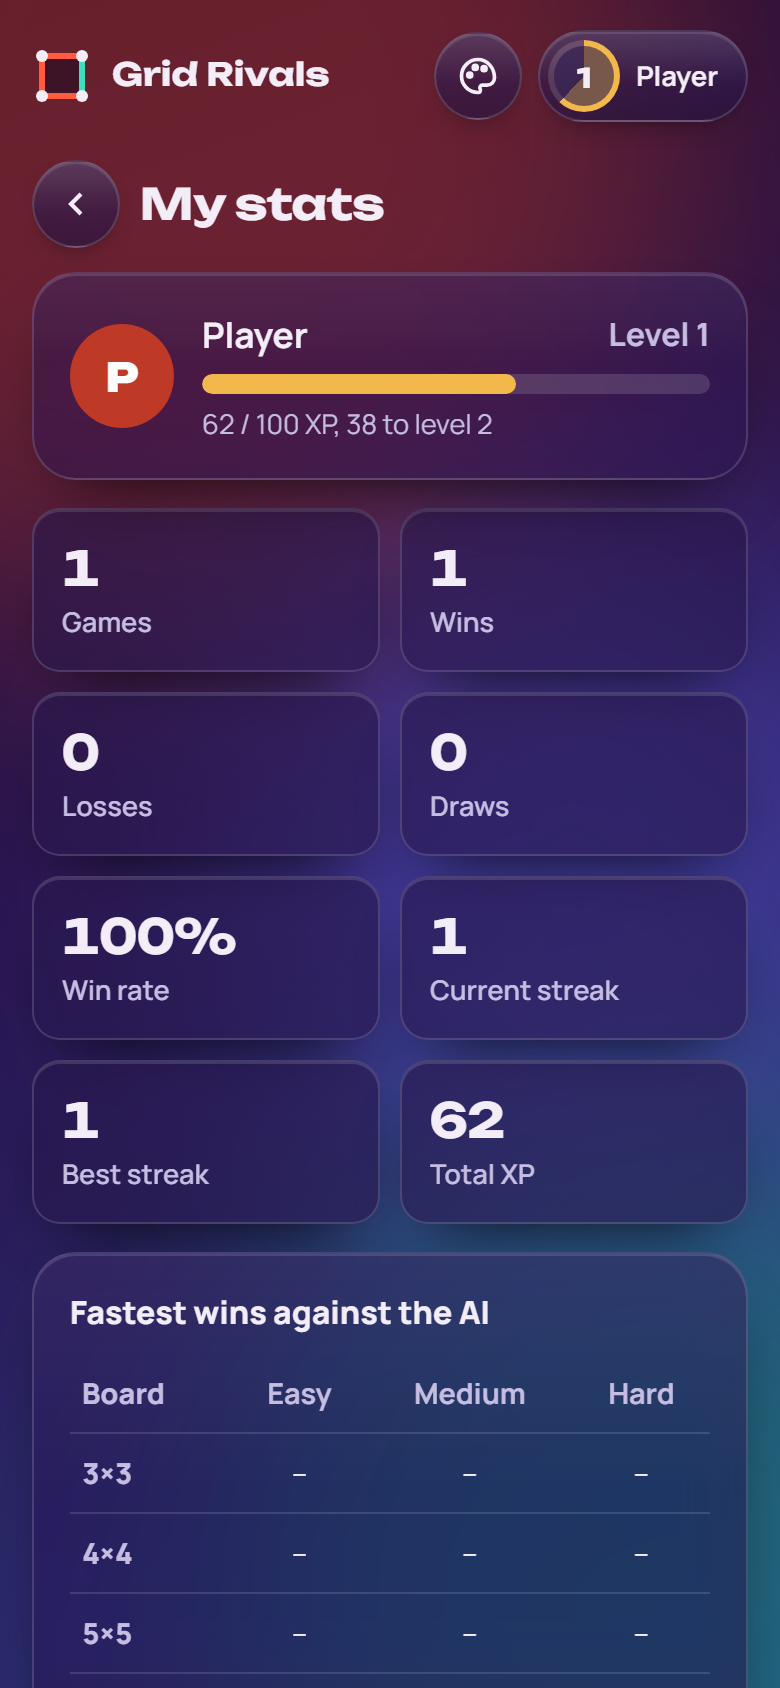 Grid Rivals
1 Player
My stats
P
Player Level 1
62 / 100 XP, 38 to level 2
1 1
Games Wins
0 0
Losses Draws
100% 1
Win rate Current streak
1 62
Best streak Total XP
Fastest wins against the AI
Board Easy Medium Hard
3×3 – – –
4×4 – – –
5×5 – – –